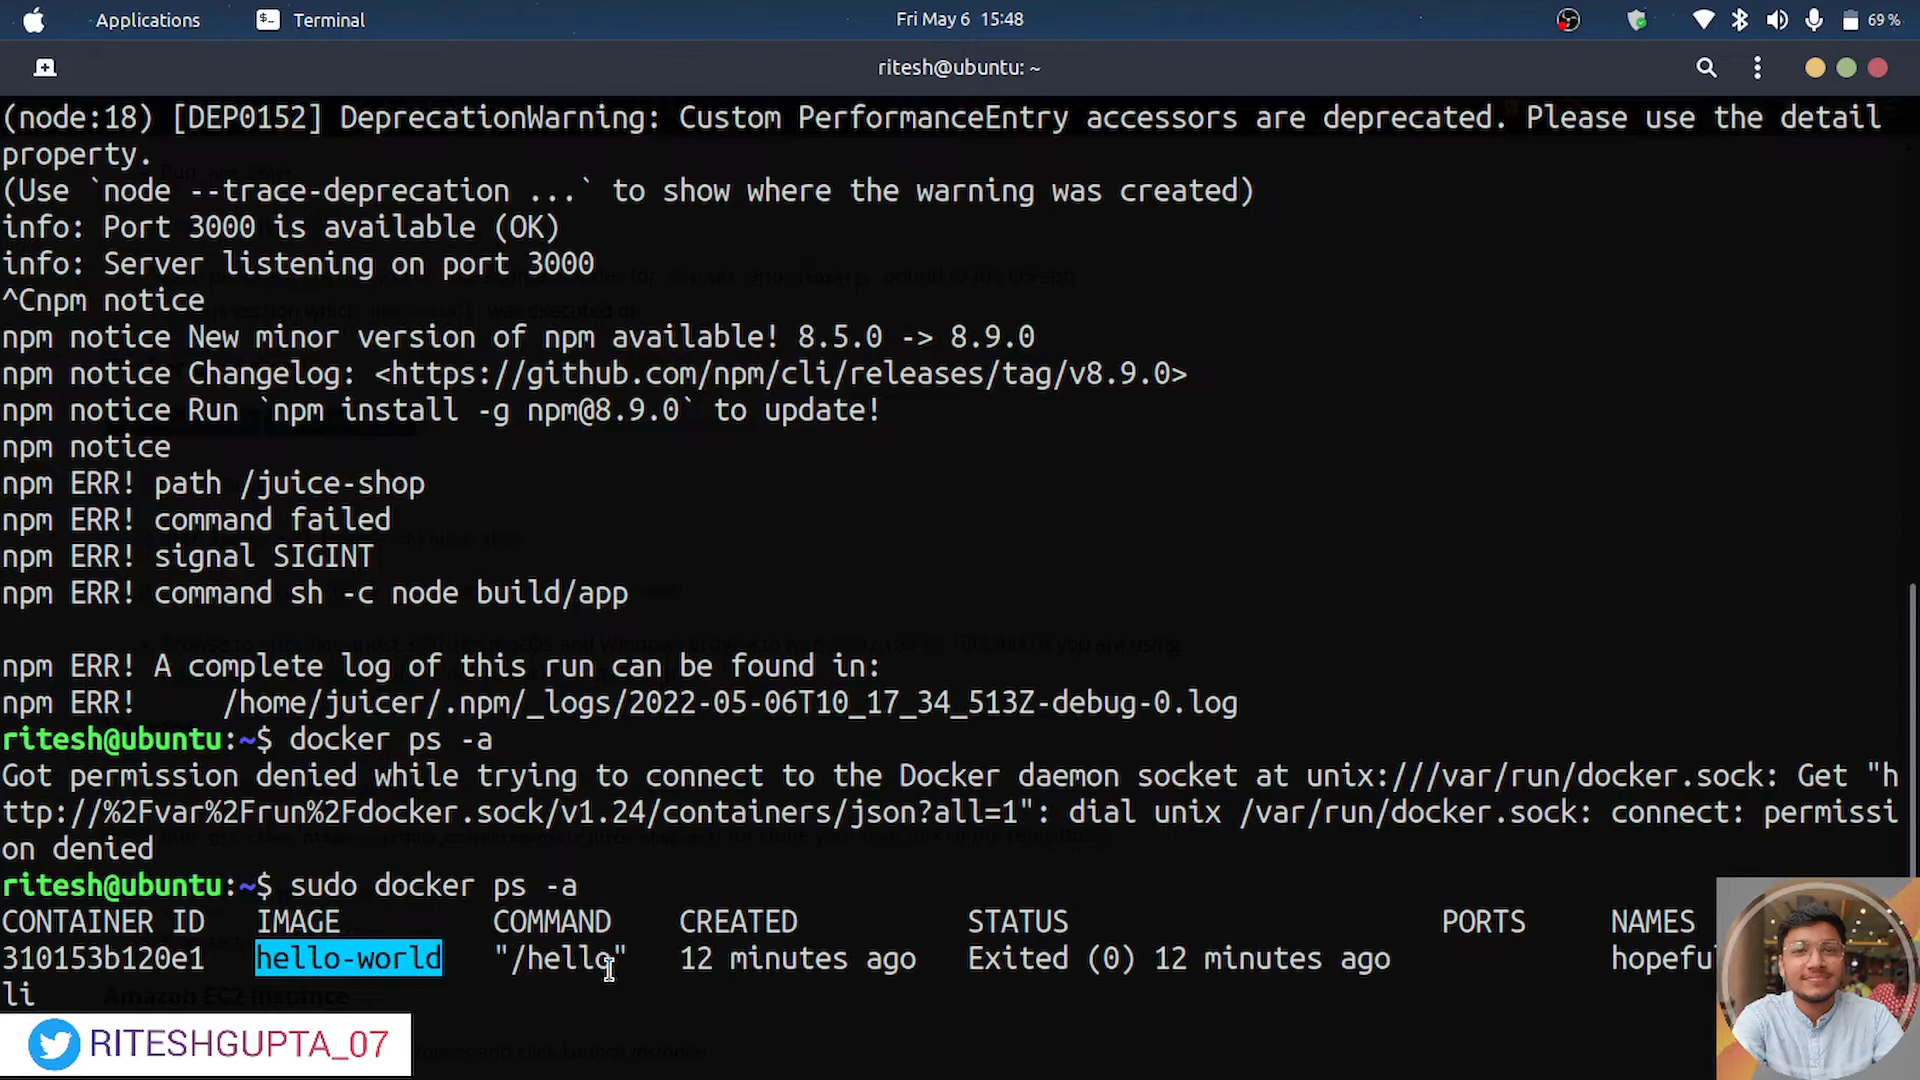 Applications Terminal Fri May 6 15:48 69 %
ritesh@ubuntu: ~
(node:18) [DEP0152] DeprecationWarning: Custom PerformanceEntry accessors are deprecated. Please use the detail
property.
(Use `node --trace-deprecation ...` to show where the warning was created)
info: Port 3000 is available (OK)
info: Server listening on port 3000
^Cnpm notice
npm notice New minor version of npm available! 8.5.0 -> 8.9.0
npm notice Changelog: <https://github.com/npm/cli/releases/tag/v8.9.0>
npm notice Run `npm install -g npm@8.9.0` to update!
npm notice
npm ERR! path /juice-shop
npm ERR! command failed
npm ERR! signal SIGINT
npm ERR! command sh -c node build/app
npm ERR! A complete log of this run can be found in:
npm ERR!     /home/juicer/.npm/_logs/2022-05-06T10_17_34_513Z-debug-0.log
ritesh@ubuntu:~$ docker ps -a
Got permission denied while trying to connect to the Docker daemon socket at unix:///var/run/docker.sock: Get "h
ttp://%2Fvar%2Frun%2Fdocker.sock/v1.24/containers/json?all=1": dial unix /var/run/docker.sock: connect: permissi
on denied
ritesh@ubuntu:~$ sudo docker ps -a
CONTAINER ID   IMAGE         COMMAND    CREATED          STATUS                      PORTS     NAMES
310153b120e1   hello-world   "/hello"   12 minutes ago   Exited (0) 12 minutes ago             hopefu
li
Amazon EC2 Instance
RITESHGUPTA_07